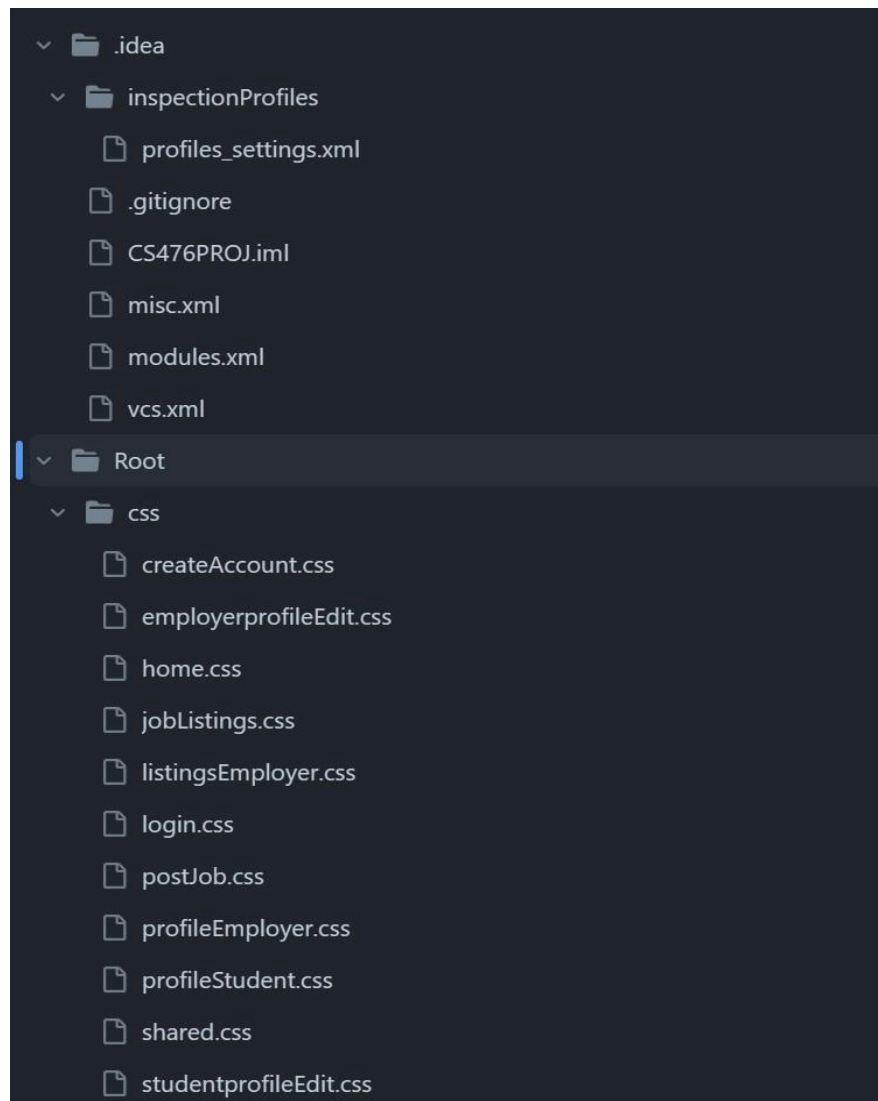 .idea
inspectionProfiles
profiles_settings.xml
.gitignore
CS476PROJ.iml
misc.xml
modules.xml
vcs.xml
Root
css
createAccount.css
employerprofileEdit.css
home.css
jobListings.css
listingsEmployer.css
login.css
postJob.css
profileEmployer.css
profileStudent.css
shared.css
studentprofileEdit.css